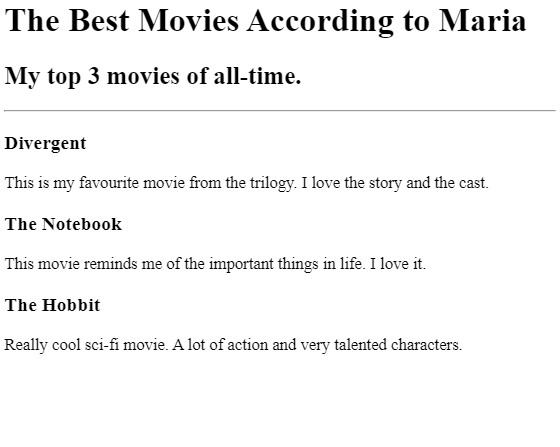 The Best Movies According to Maria
My top 3 movies of all-time.
Divergent
This is my favourite movie from the trilogy. I love the story and the cast.
The Notebook
This movie reminds me of the important things in life. I love it.
The Hobbit
Really cool sci-fi movie. A lot of action and very talented characters.